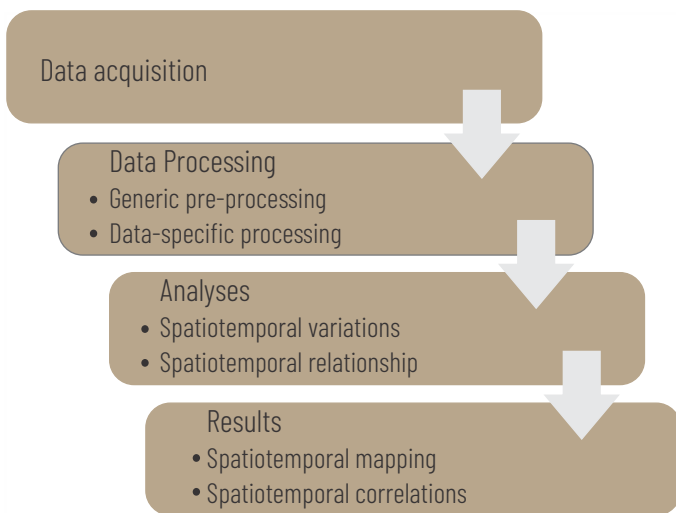 Data acquisition
Data Processing
• Generic pre-processing
• Data-specific processing
Analyses
• Spatiotemporal variations
• Spatiotemporal relationship
Results
• Spatiotemporal mapping
• Spatiotemporal correlations